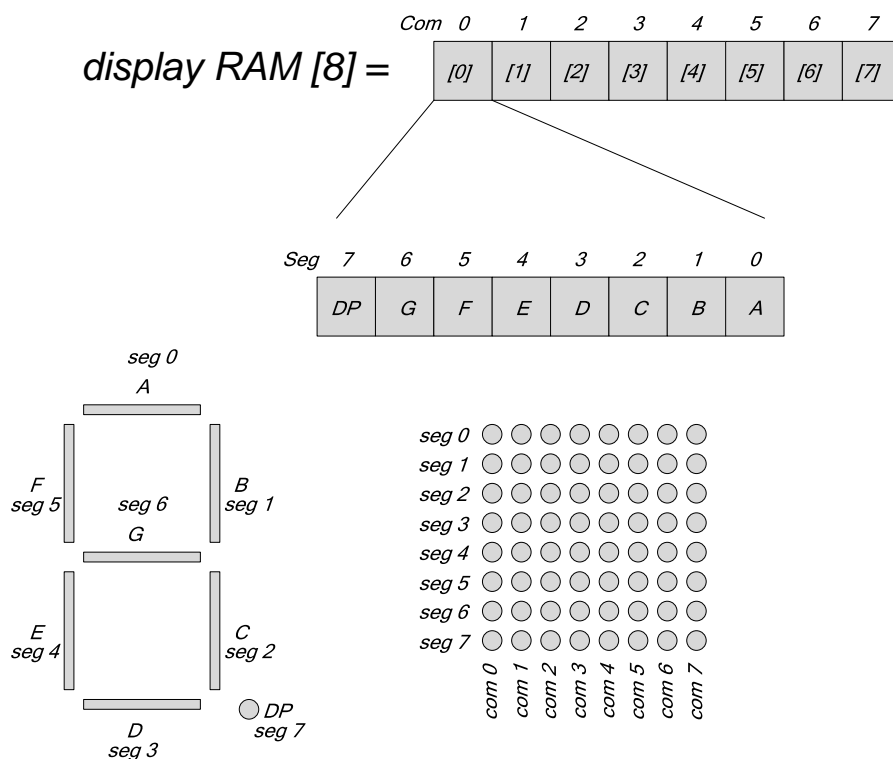 Com 0 1 2 3 4 5 6 7
display RAM [8] = [0] [1] [2] [3] [4] [5] [6] [7]
Seg 7 6 5 4 3 2 1 0
DP G F E D C B A
seg 0
A
F
seg 5
seg 6
G
B
seg 1
E
seg 4
C
seg 2
D
seg 3
DP
seg 7
seg 0
seg 1
seg 2
seg 3
seg 4
seg 5
seg 6
seg 7
com 0
com 1
com 2
com 3
com 4
com 5
com 6
com 7